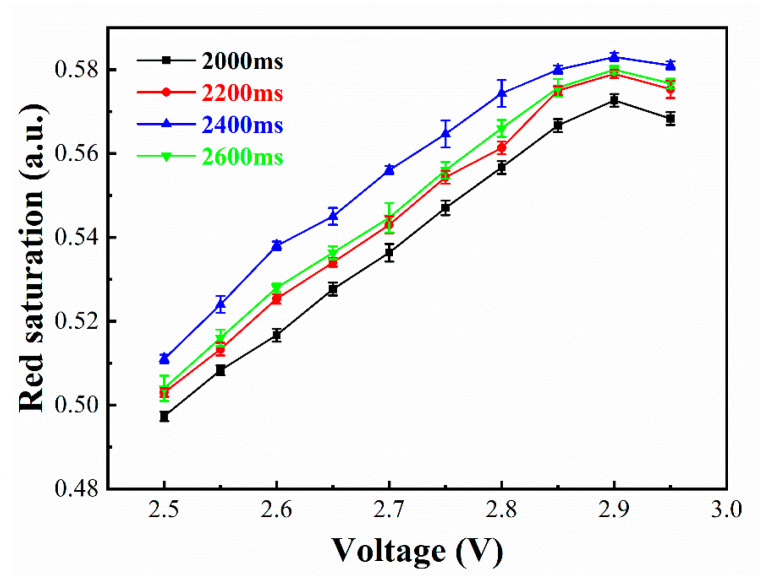 2000ms
2200ms
2400ms
2600ms
Red saturation (a.u.)
0.58
0.56
0.54
0.52
0.50
0.48
2.5 2.6 2.7 2.8 2.9 3.0
Voltage (V)